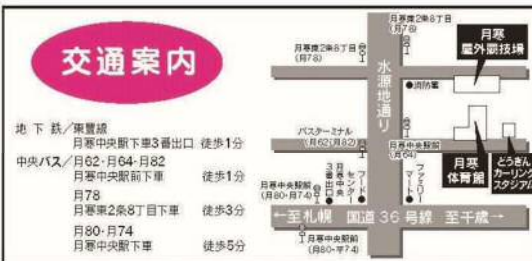 交通案内
地下鉄／東豊線
月寒中央駅下車3番出口 徒歩1分
中央バス／月62・月64・月82
月寒中央駅前下車 徒歩1分
月78
月寒東2条8丁目下車 徒歩3分
月80・月74
月寒中央駅下車 徒歩5分
月寒東2条8丁目
(月78)
月寒東2条8丁目
(月78)
月寒
屋外競技場
水源地通り
●消防署
バスターミナル
(月62(月82)
月寒中央駅前
(月64)
月寒
体育館
どうぎん
カーリング
スタジアム
月寒中央
3番出口
フード
センター
ファミリー
マート
月寒中央駅前
(月80・月74)
←至札幌 国道36号線 至千歳→
月寒中央駅前
(月80・平74)